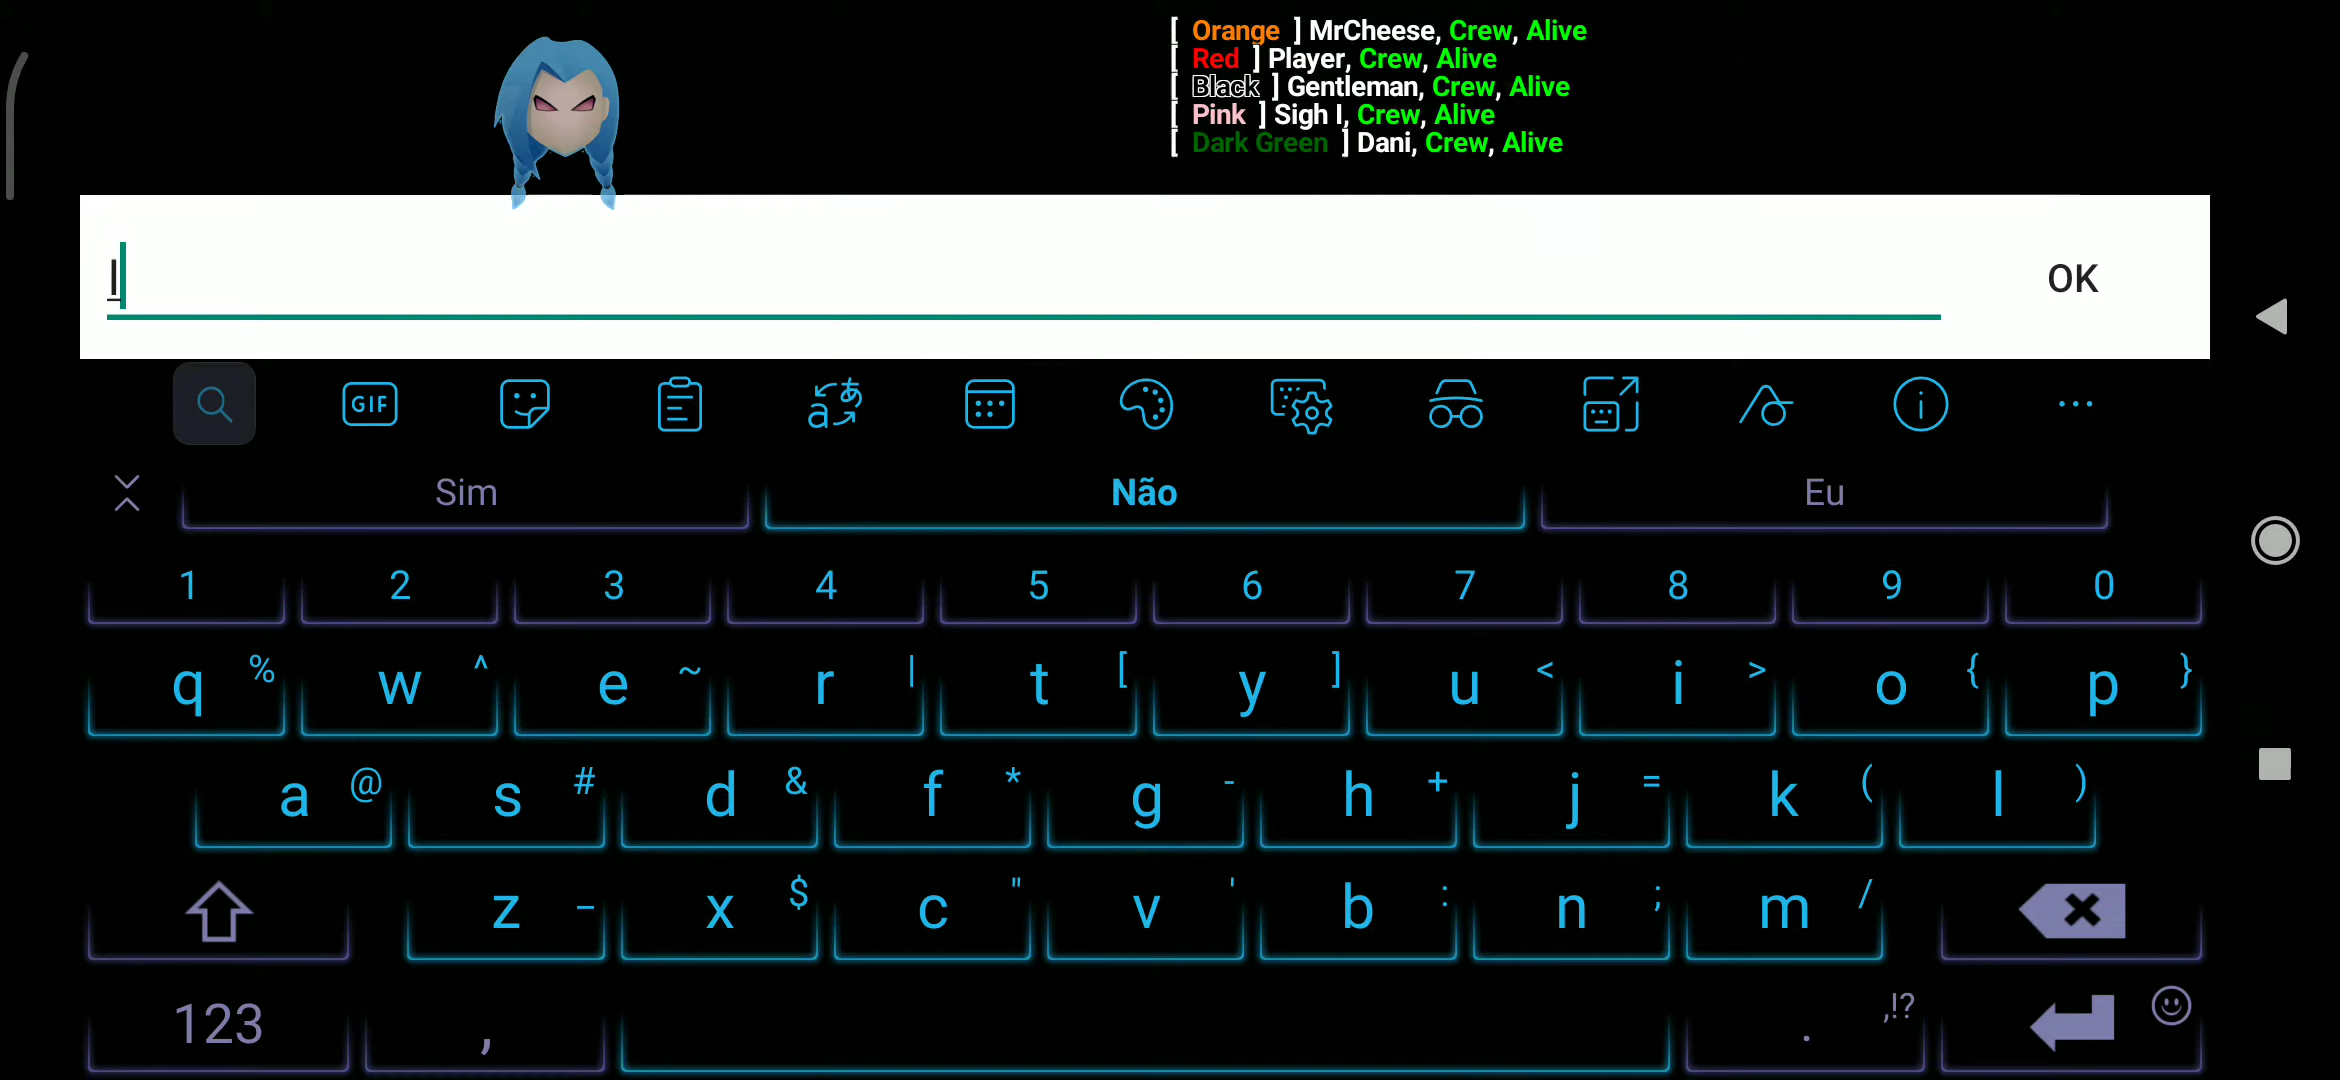 [ Orange ] MrCheese, Crew, Alive
[ Red ] Player, Crew, Alive
[ Black ] Gentleman, Crew, Alive
[ Pink ] Sigh I, Crew, Alive
[ Dark Green ] Dani, Crew, Alive
I OK
GIF
Sim Não Eu
1 2 3 4 5 6 7 8 9 0
q % w ^ e ~ r | t [ y ] u < i > o { p }
a @ s # d & f * g - h + j = k ( l )
z _ x $ c " v ' b : n ; m /
123 , . ,!?